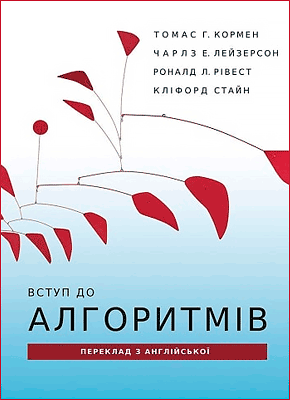 ТОМАС Г. КОРМЕН
ЧАРЛЗ Е. ЛЕЙЗЕРСОН
РОНАЛД Л. РІВЕСТ
КЛІФОРД СТАЙН
ВСТУП ДО
АЛГОРИТМІВ
ПЕРЕКЛАД З АНГЛІЙСЬКОЇ